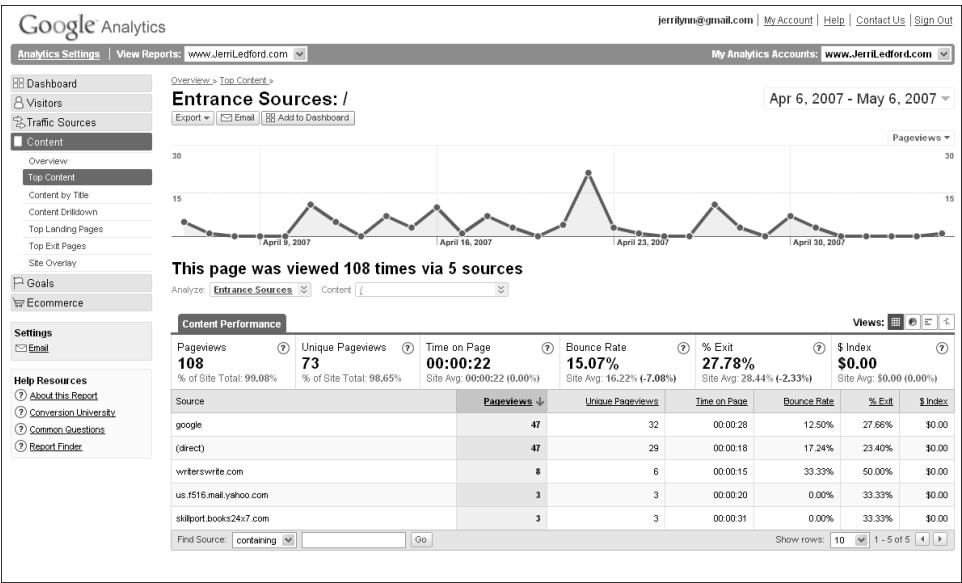 Google Analytics
jerrilynn@gmail.com | My Account | Help | Contact Us | Sign Out
Analytics Settings | View Reports: www.JerriLedford.com
My Analytics Accounts: www.JerriLedford.com
Dashboard
Visitors
Traffic Sources
Content
Overview
Top Content
Content by Title
Content Drilldown
Top Landing Pages
Top Exit Pages
Site Overlay
Goals
Ecommerce
Settings
Email
Help Resources
About this Report
Conversion University
Common Questions
Report Finder
Overview » Top Content »
Entrance Sources: /
Apr 6, 2007 - May 6, 2007
Export Email Add to Dashboard
Pageviews
30 30
15 15
April 9, 2007 April 16, 2007 April 23, 2007 April 30, 2007
This page was viewed 108 times via 5 sources
Analyze: Entrance Sources Content /
Content Performance
Views:
Pageviews ? Unique Pageviews ? Time on Page ? Bounce Rate ? % Exit ? $ Index ?
108 73 00:00:22 15.07% 27.78% $0.00
% of Site Total: 99.08% % of Site Total: 98.65% Site Avg: 00:00:22 (0.00%) Site Avg: 16.22% (-7.08%) Site Avg: 28.44% (-2.33%) Site Avg: $0.00 (0.00%)
Source Pageviews ↓ Unique Pageviews Time on Page Bounce Rate % Exit $ Index
google 47 32 00:00:28 12.50% 27.66% $0.00
(direct) 47 29 00:00:18 17.24% 23.40% $0.00
writerswrite.com 8 6 00:00:15 33.33% 50.00% $0.00
us.f516.mail.yahoo.com 3 3 00:00:20 0.00% 33.33% $0.00
skillport.books24x7.com 3 3 00:00:31 0.00% 33.33% $0.00
Find Source: containing Go
Show rows: 10 1 - 5 of 5